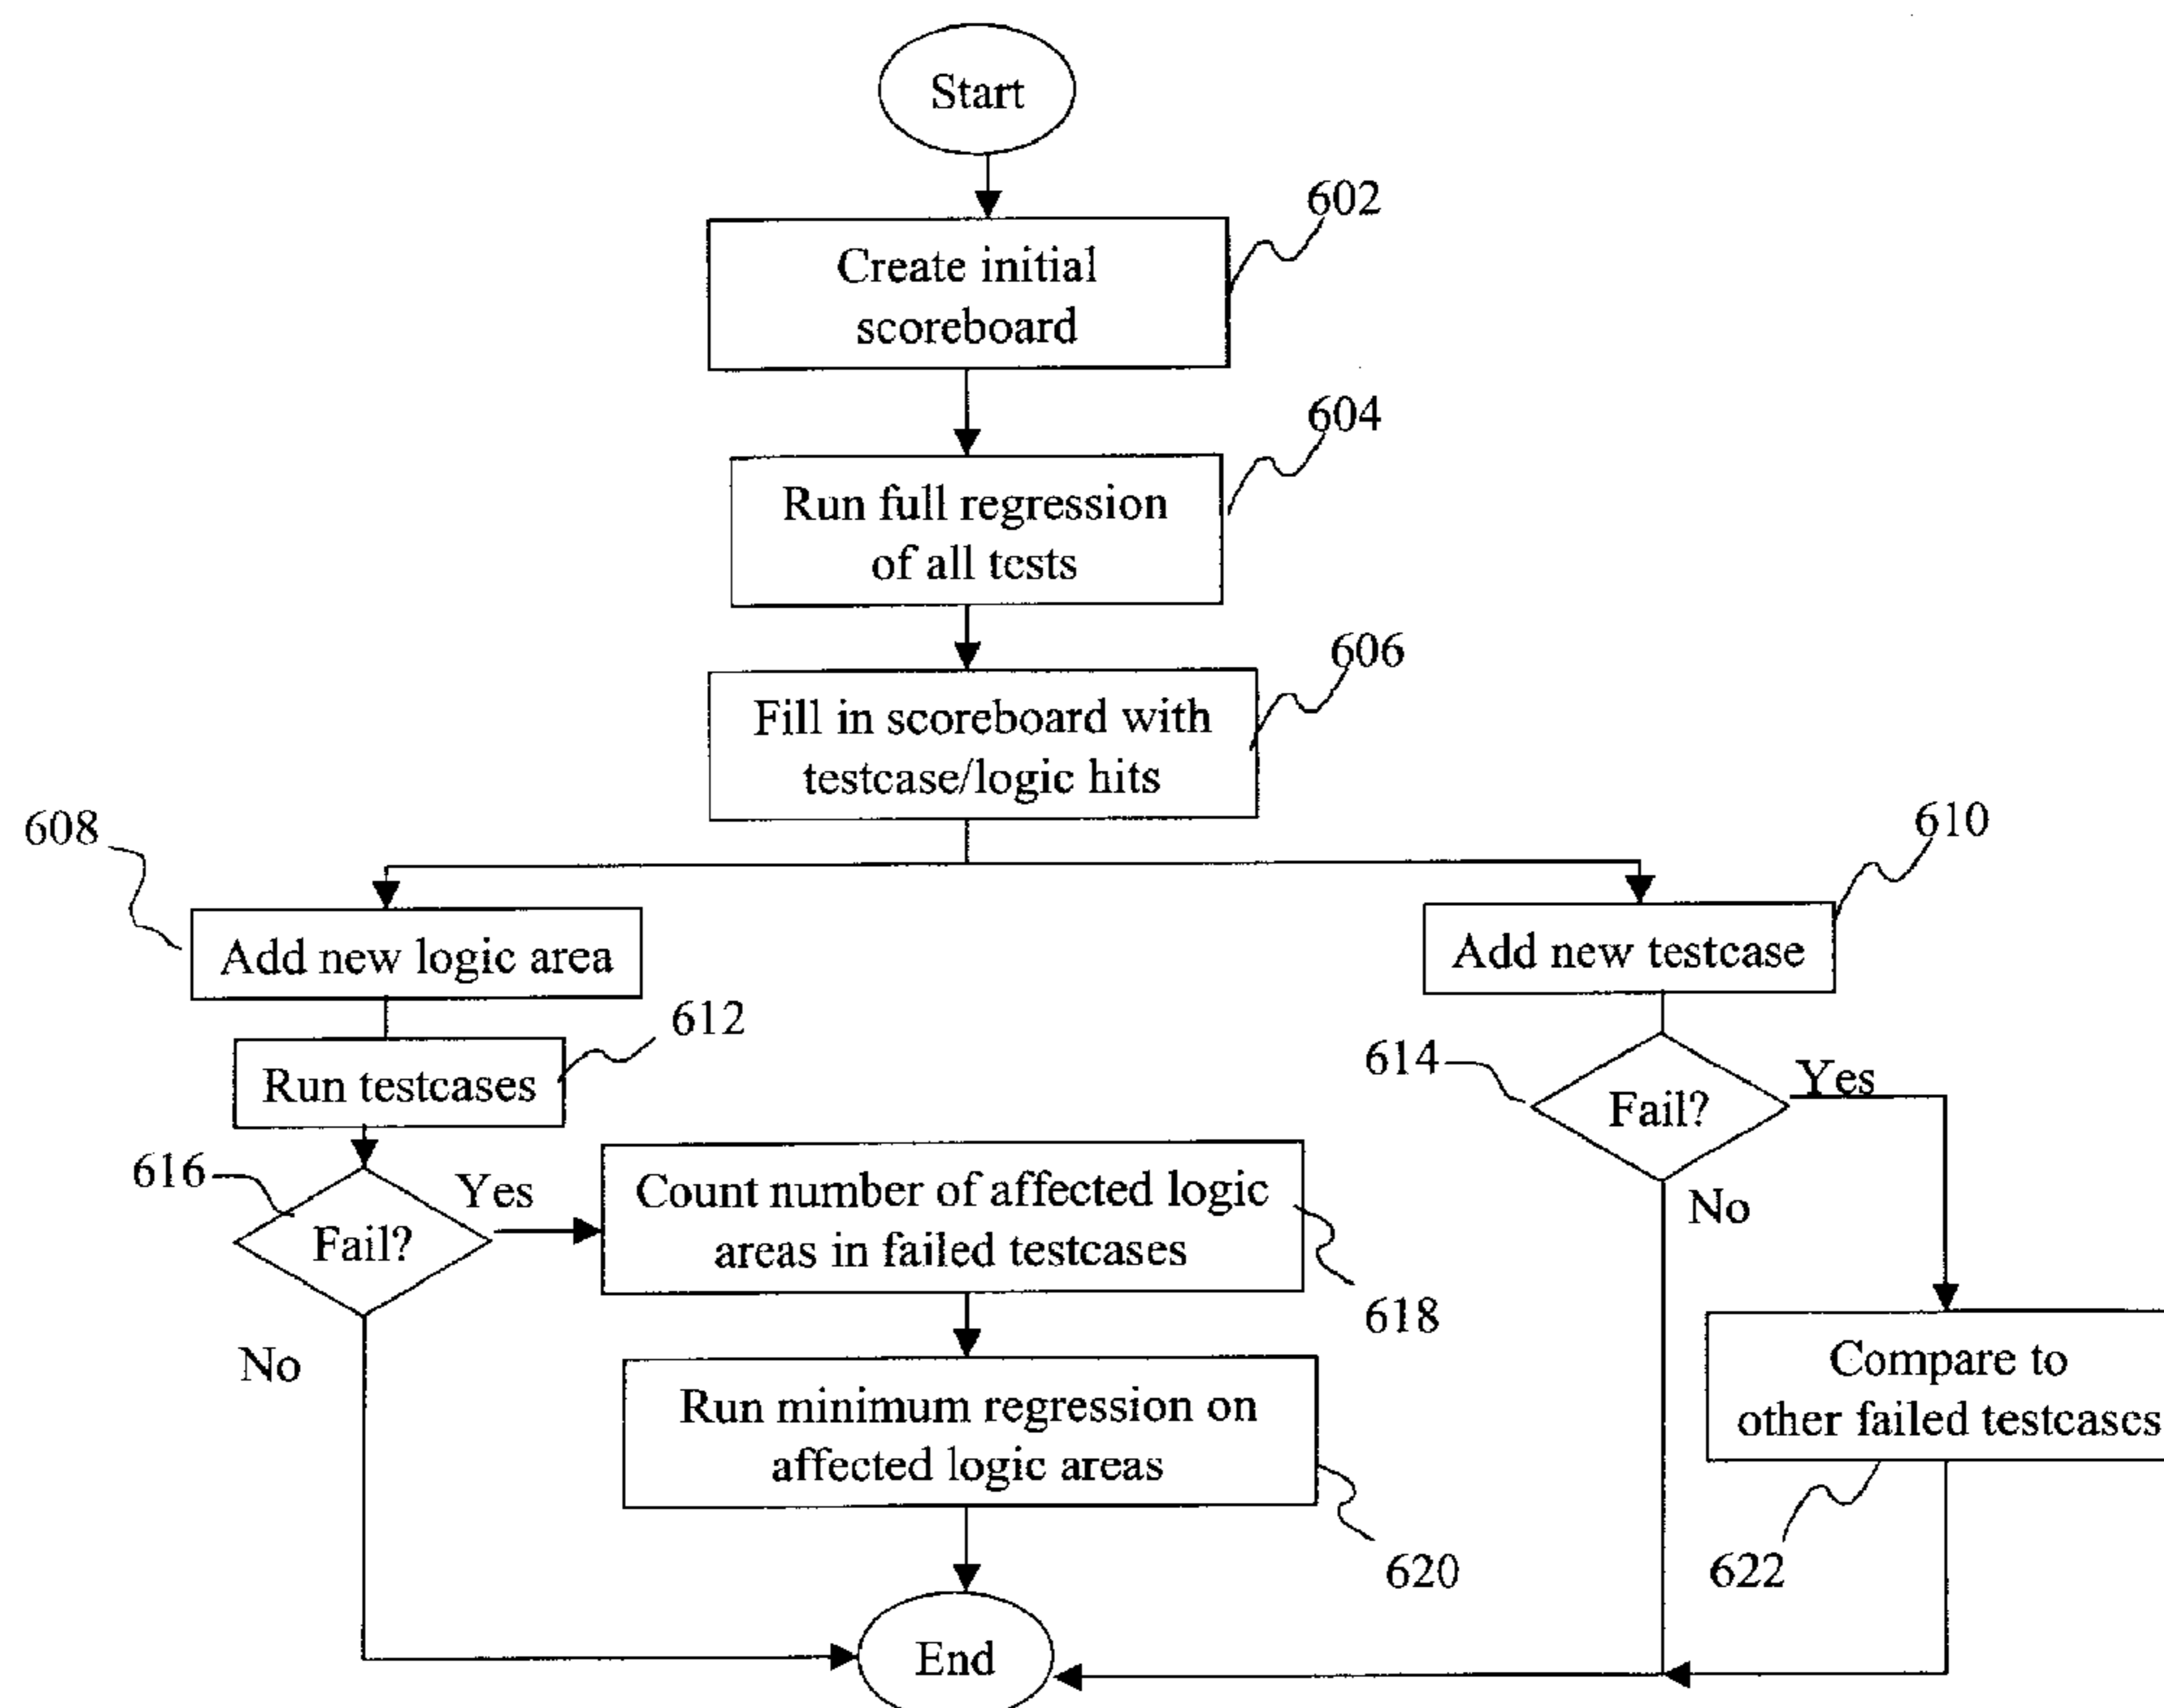 Start
602
Create initial
scoreboard
604
Run full regression
of all tests
606
Fill in scoreboard with
testcase/logic hits
608
610
Add new logic area
Add new testcase
612
Run testcases
614
Fail?
Yes
616
Fail?
Yes
No
Count number of affected logic
areas in failed testcases
618
No
Compare to
other failed testcases
Run minimum regression on
affected logic areas
620
622
End